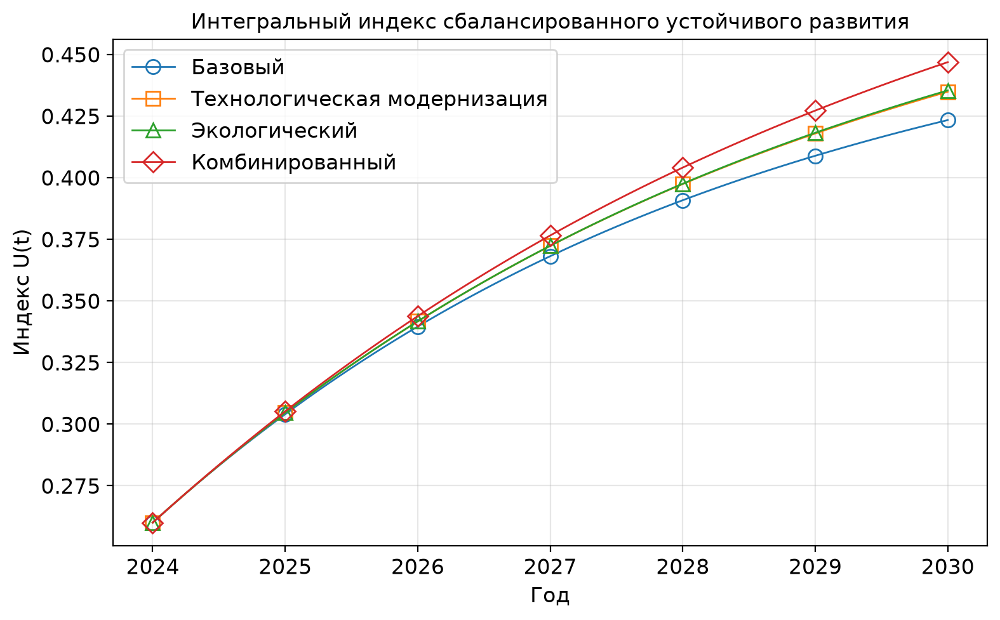 Интегральный индекс сбалансированного устойчивого развития
Базовый
Технологическая модернизация
Экологический
Комбинированный
Индекс U(t)
0.450
0.425
0.400
0.375
0.350
0.325
0.300
0.275
2024 2025 2026 2027 2028 2029 2030
Год